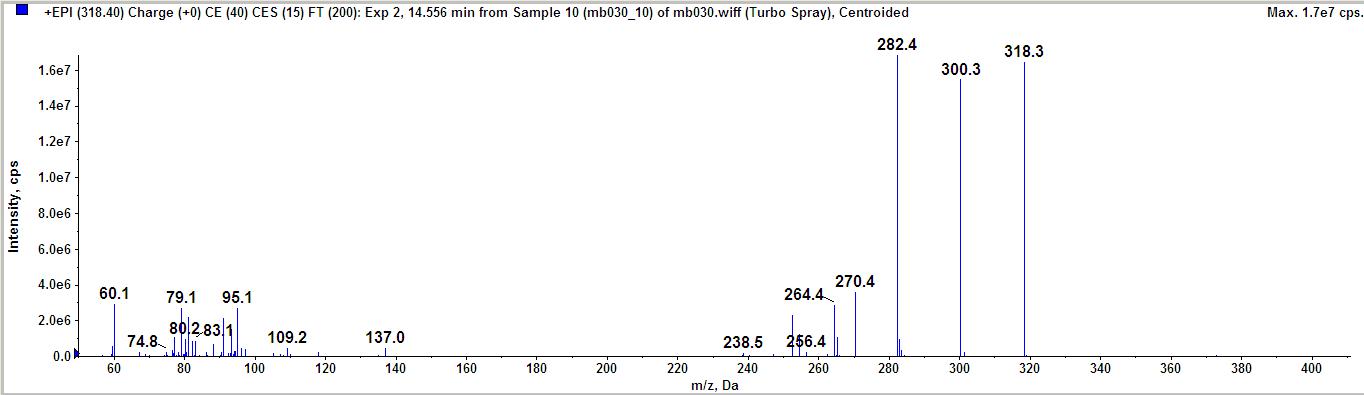 +EPI (318.40) Charge (+0) CE (40) CES (15) FT (200): Exp 2, 14.556 min from Sample 10 (mb030_10) of mb030.wiff (Turbo Spray), Centroided
Max. 1.7e7 cps.
282.4
318.3
300.3
1.6e7
1.4e7
1.2e7
1.0e7
8.0e6
6.0e6
4.0e6
2.0e6
0.0
Intensity, cps
60.1
79.1
95.1
74.8
80.2
83.1
109.2
137.0
238.5
256.4
264.4
270.4
60 80 100 120 140 160 180 200 220 240 260 280 300 320 340 360 380 400
m/z, Da